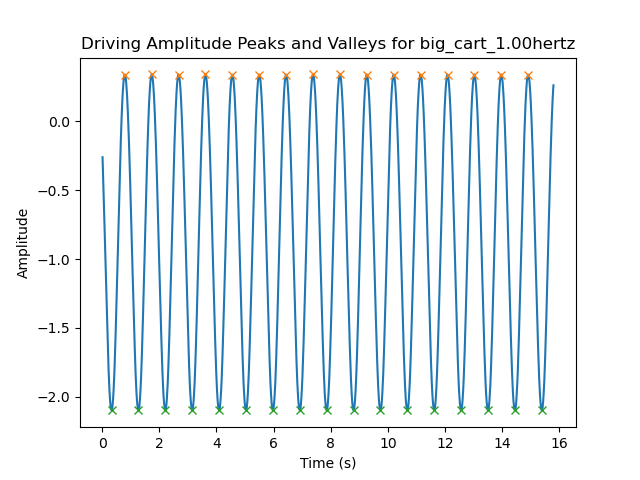 Driving Amplitude Peaks and Valleys for big_cart_1.00hertz
0.0
−0.5
−1.0
−1.5
−2.0
Amplitude
0 2 4 6 8 10 12 14 16
Time (s)